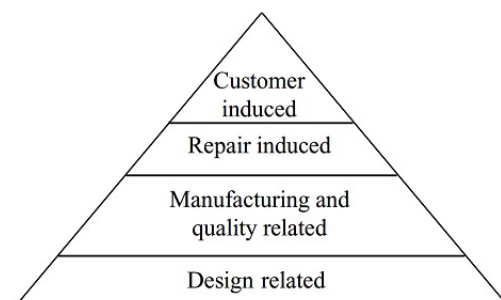 Customer
induced
Repair induced
Manufacturing and
quality related
Design related